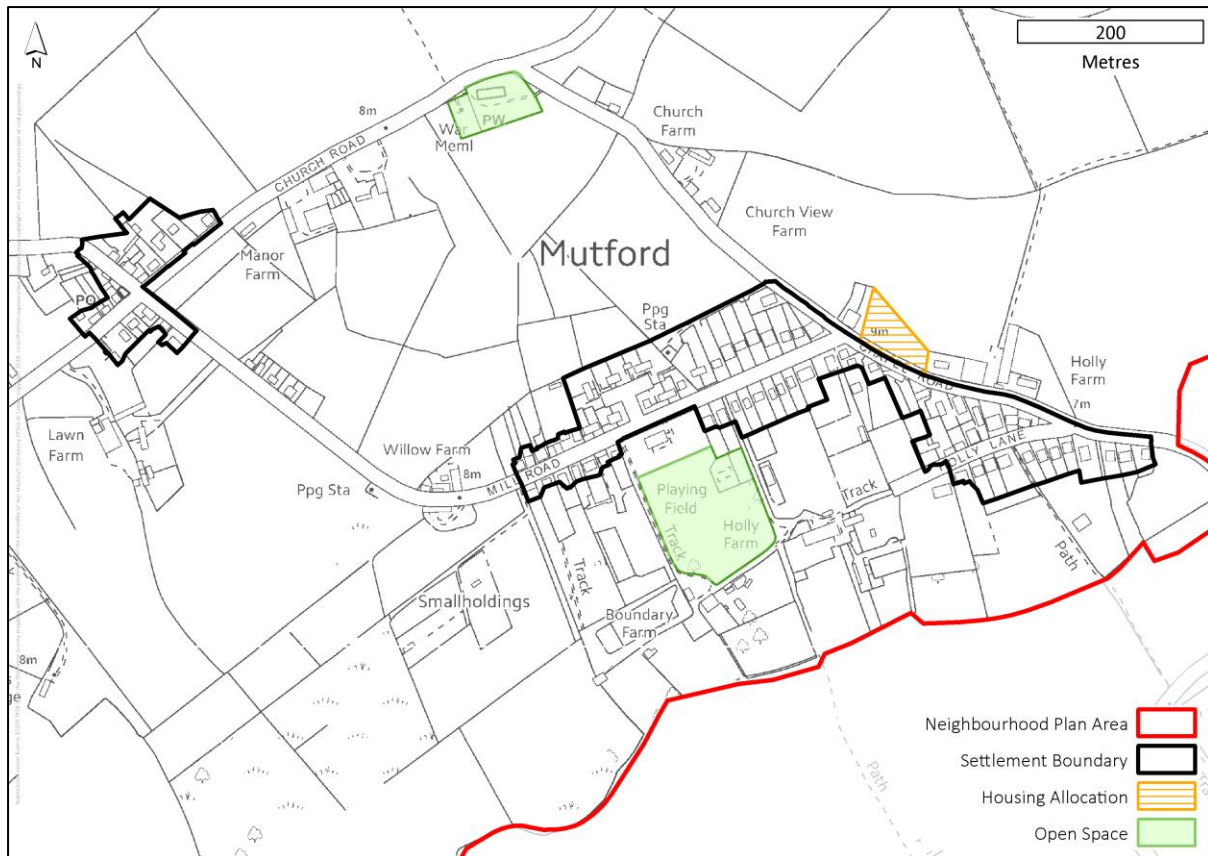 N
200
Metres
8m
CHURCH ROAD
War
Meml
PW
Church
Farm
Church View
Farm
Manor
Farm
Mutford
PO
Ppg
Sta
9m
ROAD
Holly
Farm
7m
Lawn
Farm
Willow Farm
8m
MILL ROAD
HOLLY LANE
Ppg Sta
Playing
Field
Holly
Farm
Track
Track
Track
Path
Smallholdings
Boundary
Farm
8m
Path
Path
Neighbourhood Plan Area
Settlement Boundary
Housing Allocation
Open Space